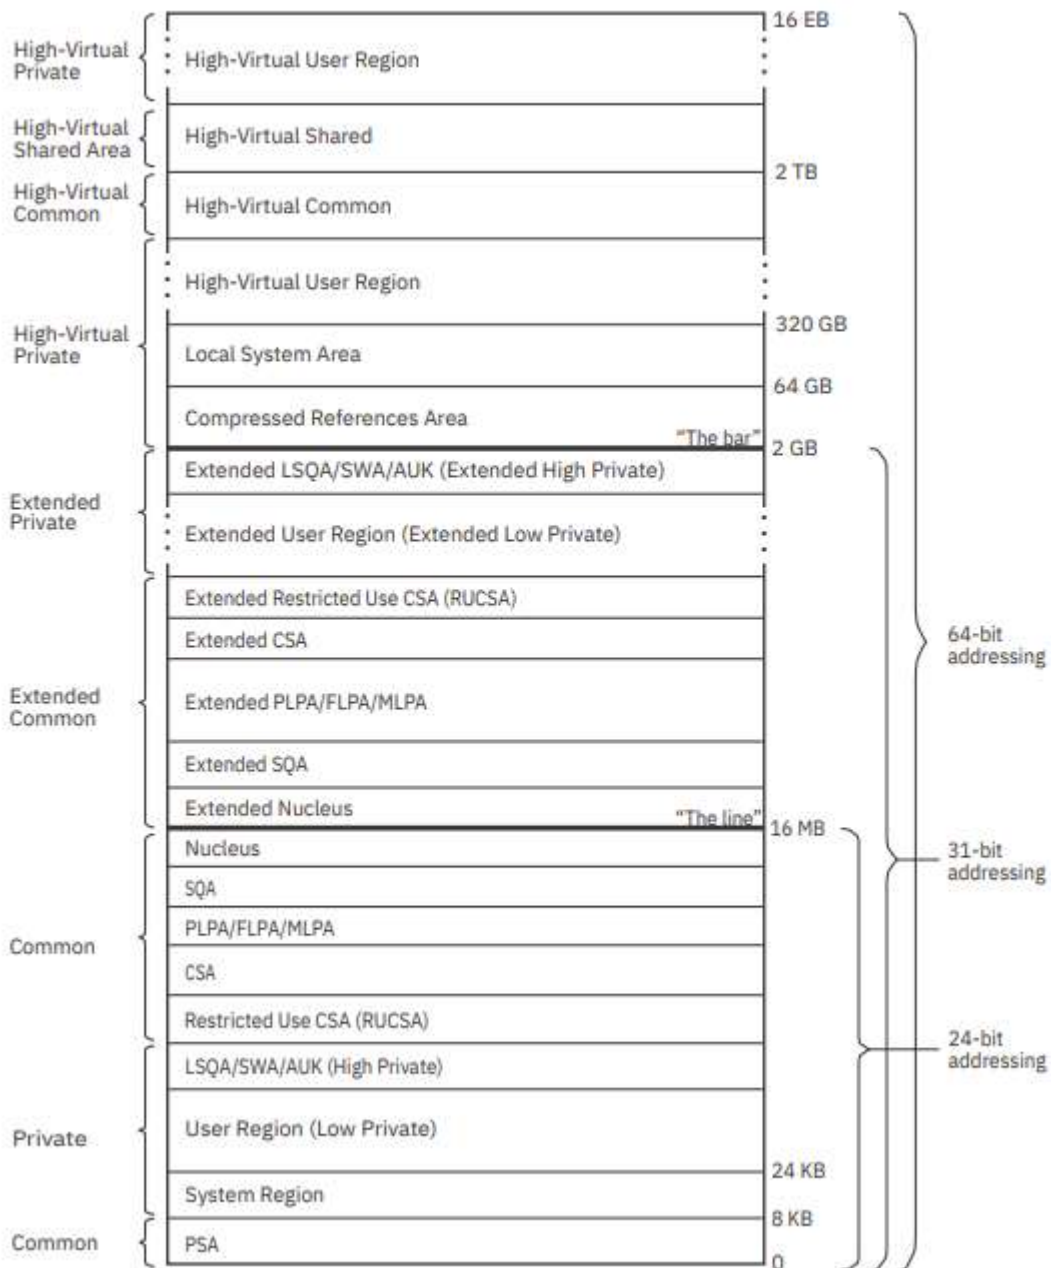 16 EB
High-Virtual
Private
High-Virtual User Region
High-Virtual
Shared Area
High-Virtual Shared
2 TB
High-Virtual
Common
High-Virtual Common
High-Virtual User Region
320 GB
High-Virtual
Private
Local System Area
64 GB
Compressed References Area
"The bar"
2 GB
Extended LSQA/SWA/AUK (Extended High Private)
Extended
Private
Extended User Region (Extended Low Private)
Extended Restricted Use CSA (RUCSA)
Extended CSA
64-bit
addressing
Extended
Common
Extended PLPA/FLPA/MLPA
Extended SQA
Extended Nucleus
"The line"
16 MB
Nucleus
31-bit
addressing
SQA
PLPA/FLPA/MLPA
Common
CSA
Restricted Use CSA (RUCSA)
24-bit
addressing
LSQA/SWA/AUK (High Private)
Private
User Region (Low Private)
24 KB
System Region
8 KB
Common
PSA
0